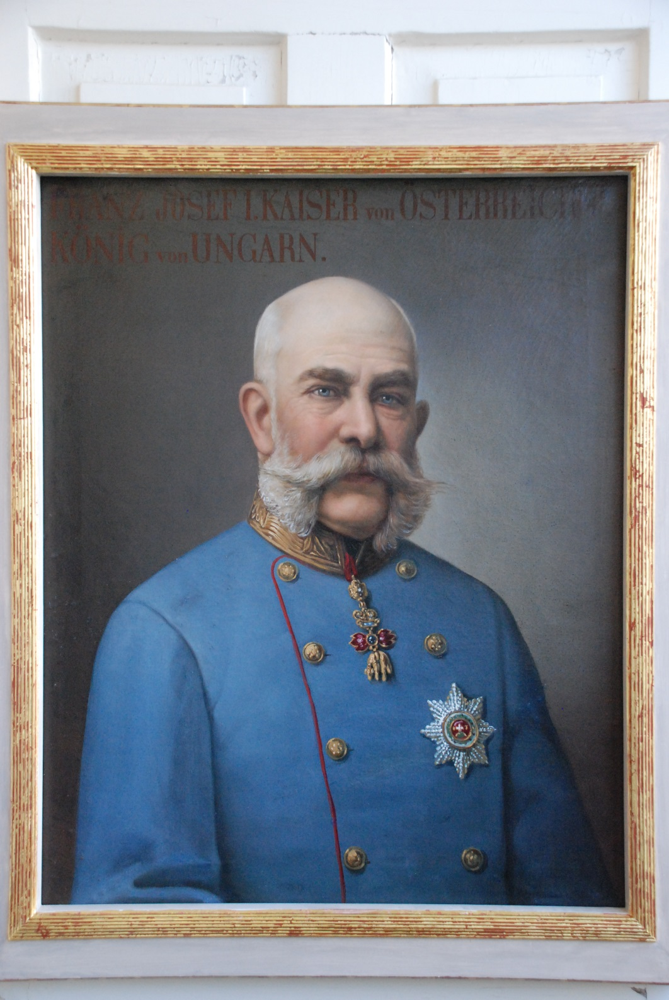 FRANZ JOSEF I. KAISER von ÖSTERREICH
KÖNIG von UNGARN.